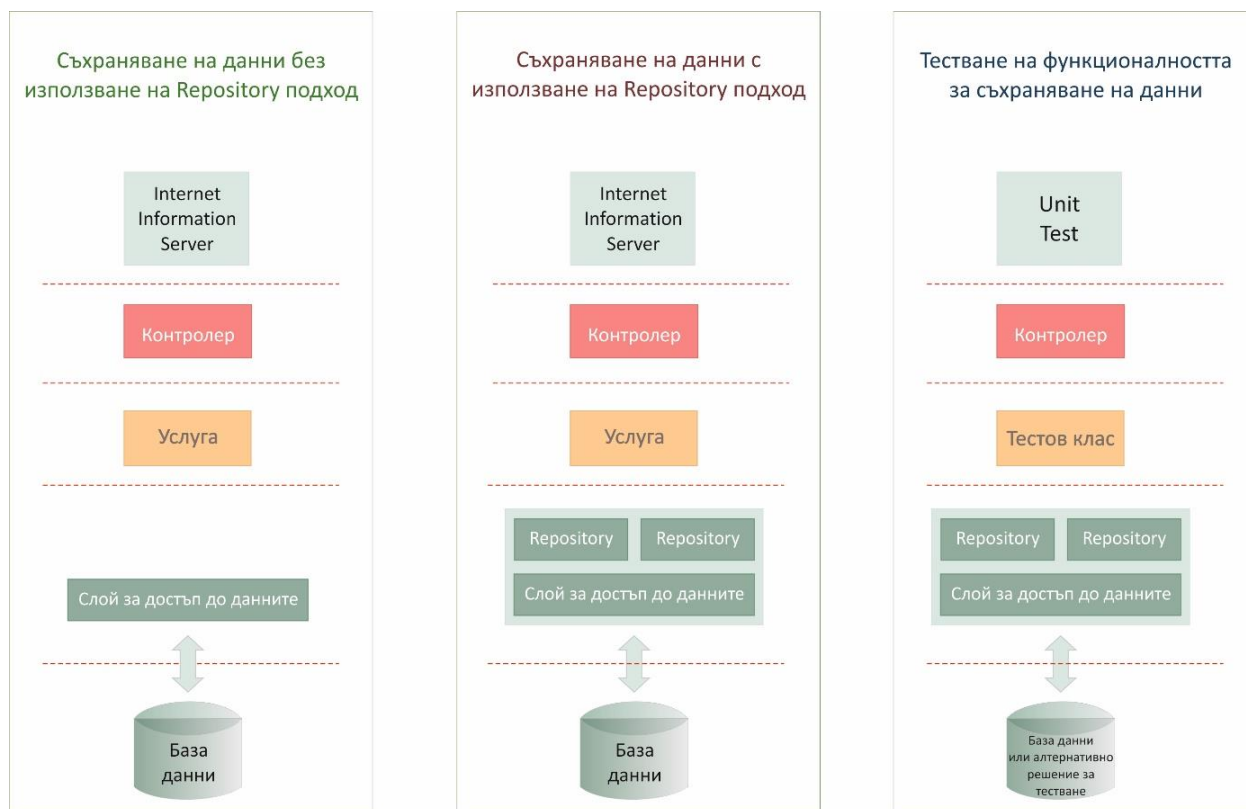 Съхраняване на данни без
използване на Repository подход
Internet
Information
Server
Контролер
Услуга
Слой за достъп до данните
База
данни
Съхраняване на данни с
използване на Repository подход
Internet
Information
Server
Контролер
Услуга
Repository
Repository
Слой за достъп до данните
База
данни
Тестване на функционалността
за съхраняване на данни
Unit
Test
Контролер
Тестов клас
Repository
Repository
Слой за достъп до данните
База данни
или алтернативно
решение за
тестване